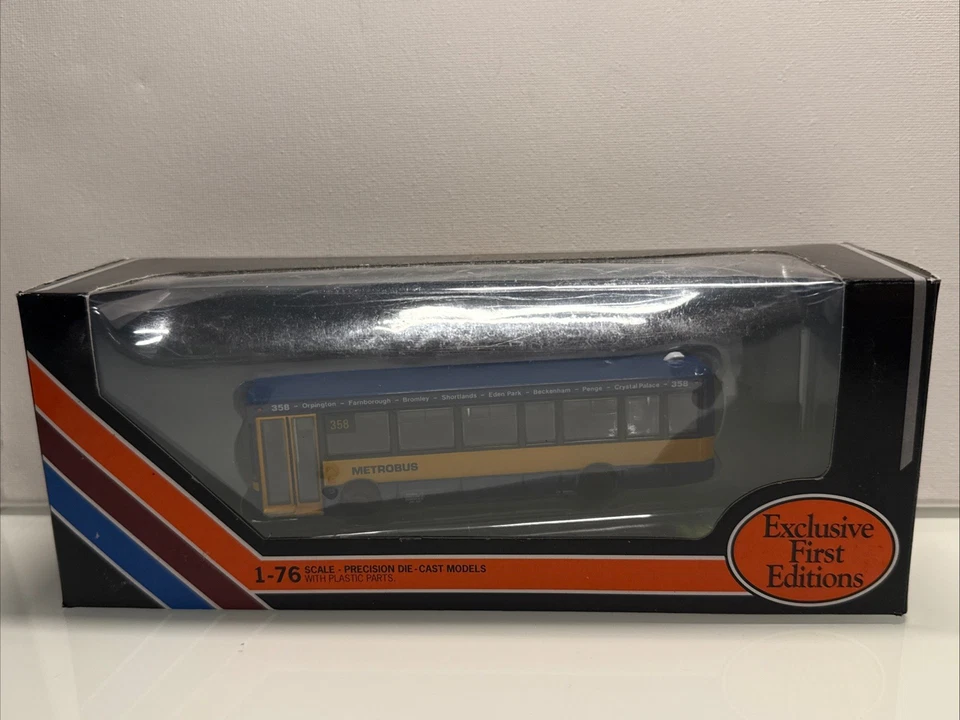 358 - Orpington - Farnborough - Bromley - Shortlands - Eden Park - Beckenham - Penge - Crystal Palace 358
358
METROBUS
1-76 SCALE - PRECISION DIE-CAST MODELS
WITH PLASTIC PARTS.
Exclusive
First
Editions